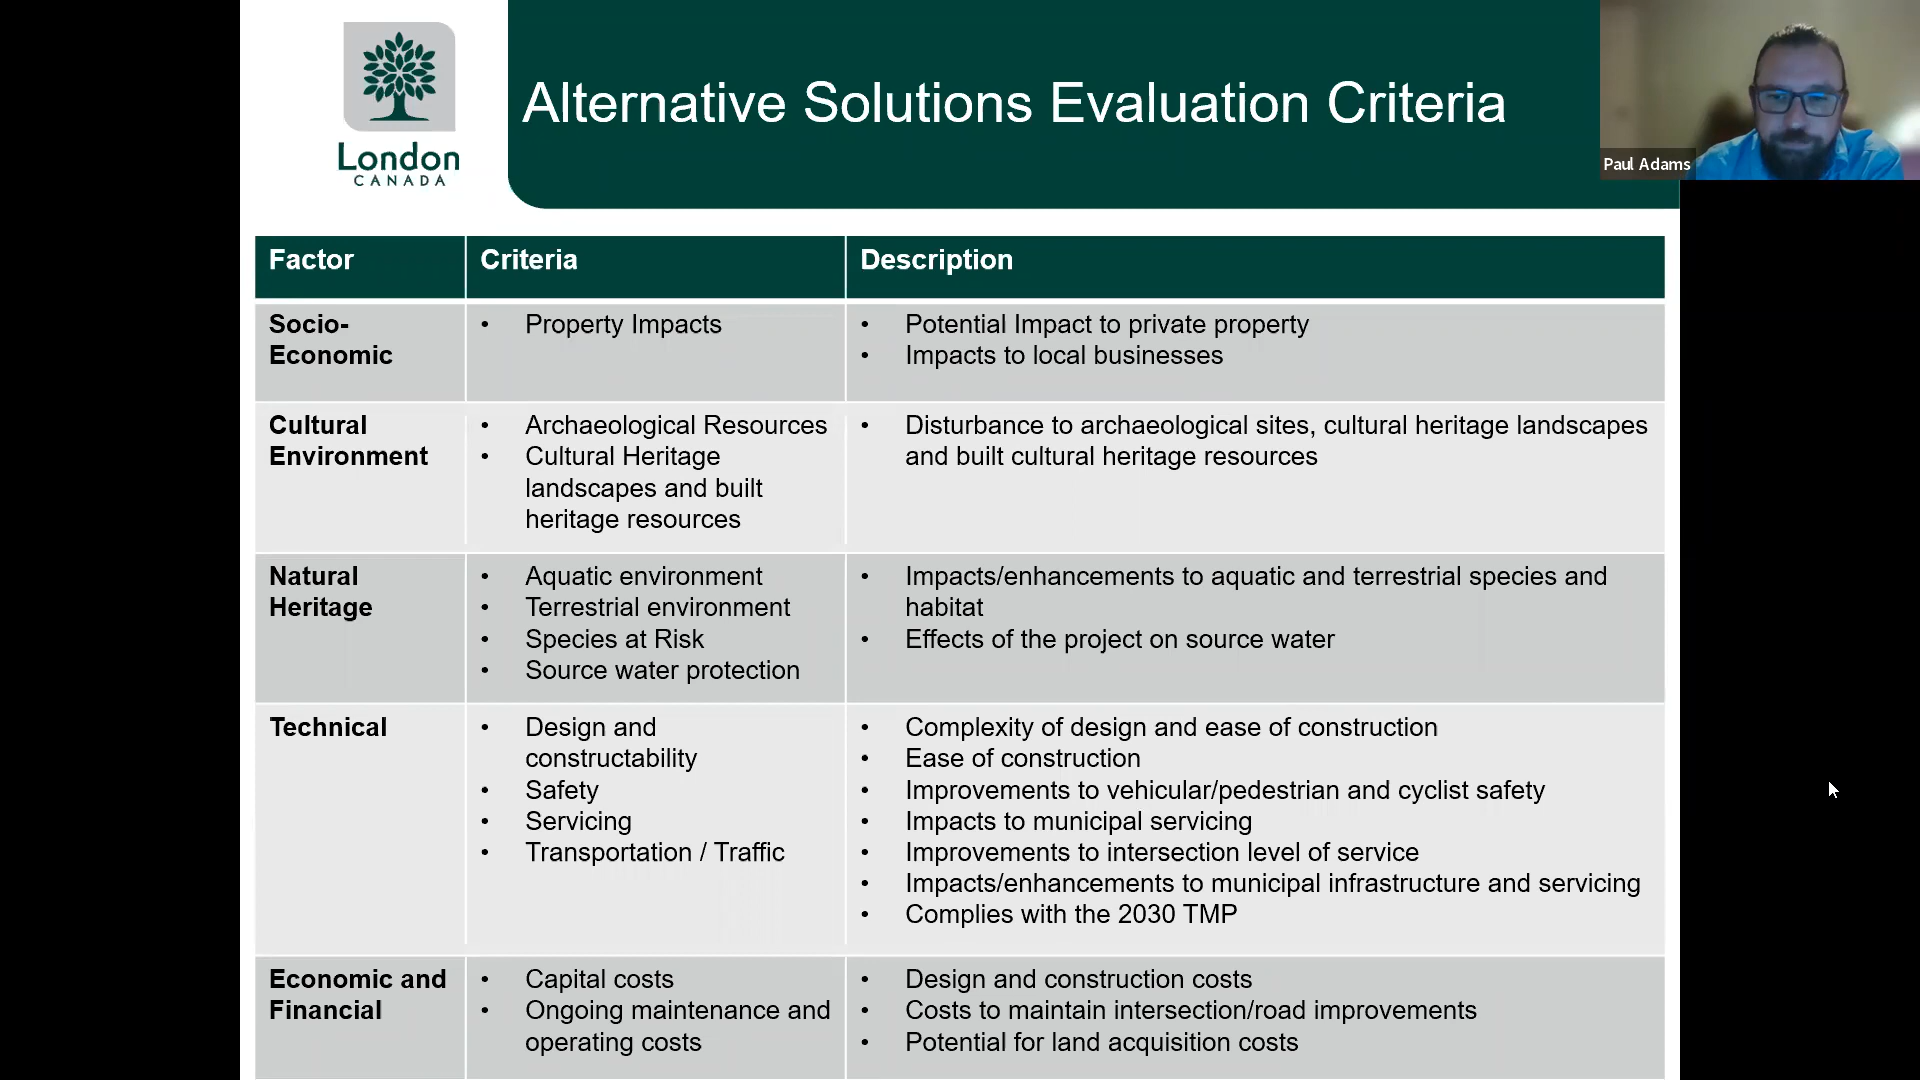 London
CANADA
Alternative Solutions Evaluation Criteria
Paul Adams
Factor
Criteria
Description
Socio-
Economic
• Property Impacts
• Potential Impact to private property
• Impacts to local businesses
Cultural
Environment
• Archaeological Resources
• Cultural Heritage
landscapes and built
heritage resources
• Disturbance to archaeological sites, cultural heritage landscapes
and built cultural heritage resources
Natural
Heritage
• Aquatic environment
• Terrestrial environment
• Species at Risk
• Source water protection
• Impacts/enhancements to aquatic and terrestrial species and
habitat
• Effects of the project on source water
Technical
• Design and
constructability
• Safety
• Servicing
• Transportation / Traffic
• Complexity of design and ease of construction
• Ease of construction
• Improvements to vehicular/pedestrian and cyclist safety
• Impacts to municipal servicing
• Improvements to intersection level of service
• Impacts/enhancements to municipal infrastructure and servicing
• Complies with the 2030 TMP
Economic and
Financial
• Capital costs
• Ongoing maintenance and
operating costs
• Design and construction costs
• Costs to maintain intersection/road improvements
• Potential for land acquisition costs